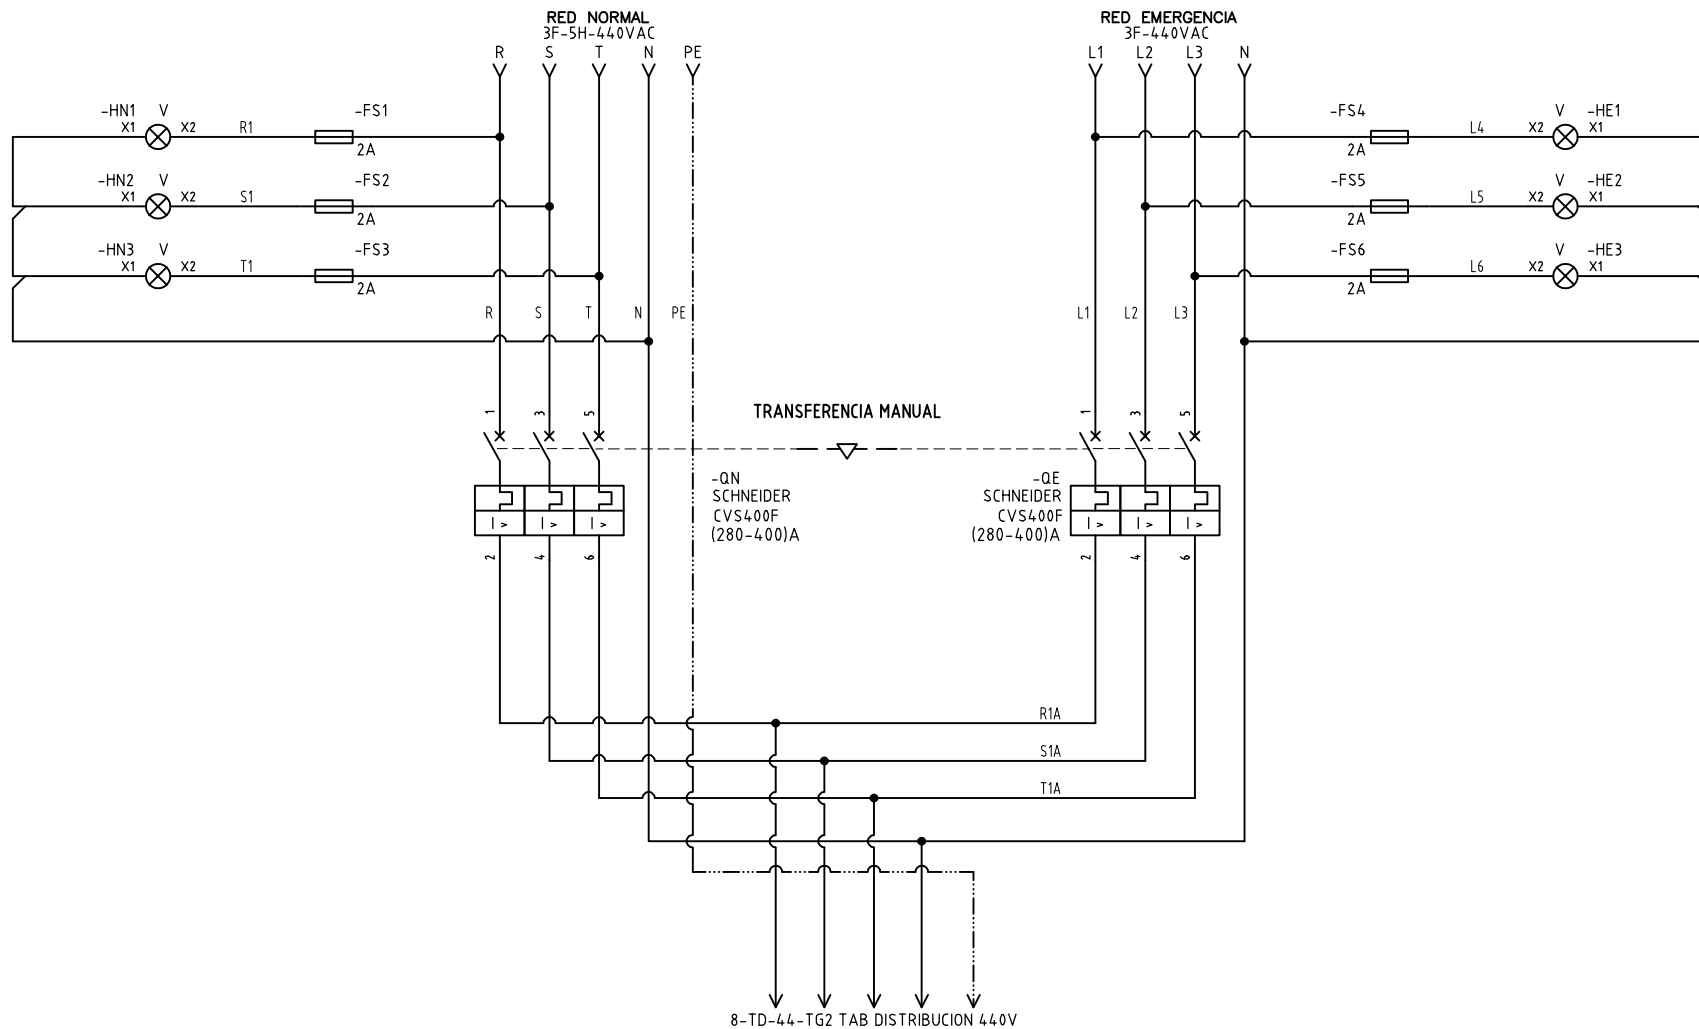 RED NORMAL
3F-5H-440VAC
R S T N PE
RED EMERGENCIA
3F-440VAC
L1 L2 L3 N
-HN1 V -FS1
X1 X2 R1
2A
-HN2 V -FS2
X1 X2 S1
2A
-HN3 V -FS3
X1 X2 T1
2A
-FS4 V -HE1
L4 X2 X1
2A
-FS5 V -HE2
L5 X2 X1
2A
-FS6 V -HE3
L6 X2 X1
2A
R S T N PE
L1 L2 L3
TRANSFERENCIA MANUAL
1 3 5
1 3 5
-QN
SCHNEIDER
CVS400F
(280-400)A
-QE
SCHNEIDER
CVS400F
(280-400)A
I > I > I >
I > I > I >
2 4 6
2 4 6
R1A
S1A
T1A
8-TD-44-TG2 TAB DISTRIBUCION 440V